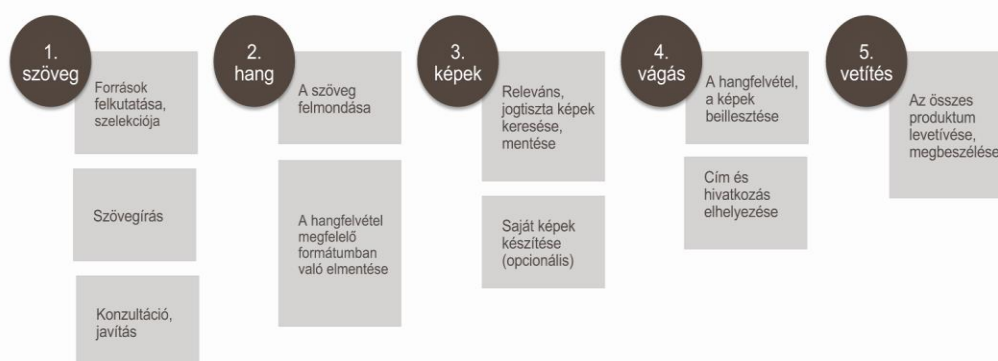 1.
szöveg
Források
felkutatása,
szelekciója
Szövegírás
Konzultáció,
javítás
2.
hang
A szöveg
felmondása
A hangfelvétel
megfelelő
formátumban
való elmentése
3.
képek
Releváns,
jogtiszta képek
keresése,
mentése
Saját képek
készítése
(opcionális)
4.
vágás
A hangfelvétel,
a képek
beillesztése
Cím és
hivatkozás
elhelyezése
5.
vetítés
Az összes
produktum
levetívése,
megbeszélése